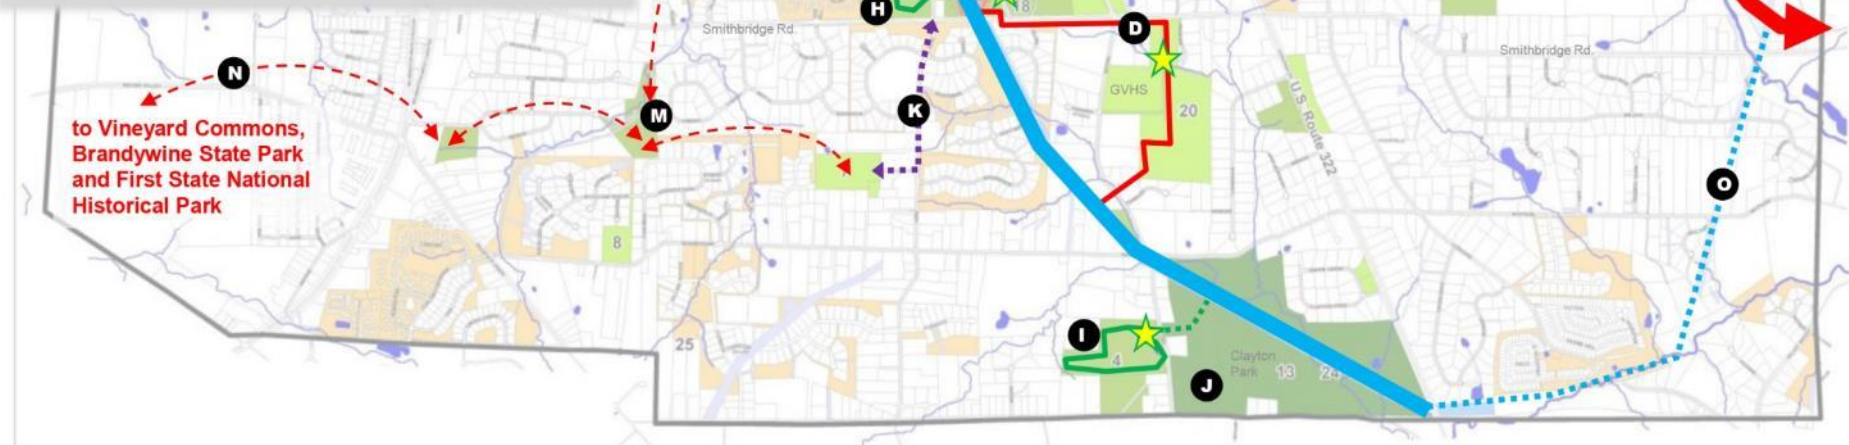 H
18
Smithbridge Rd.
D
Smithbridge Rd.
N
GVHS
U.S. Route 322
K
20
M
to Vineyard Commons,
Brandywine State Park
and First State National
Historical Park
O
8
I
25
4
Clayton
Park
13
24
J